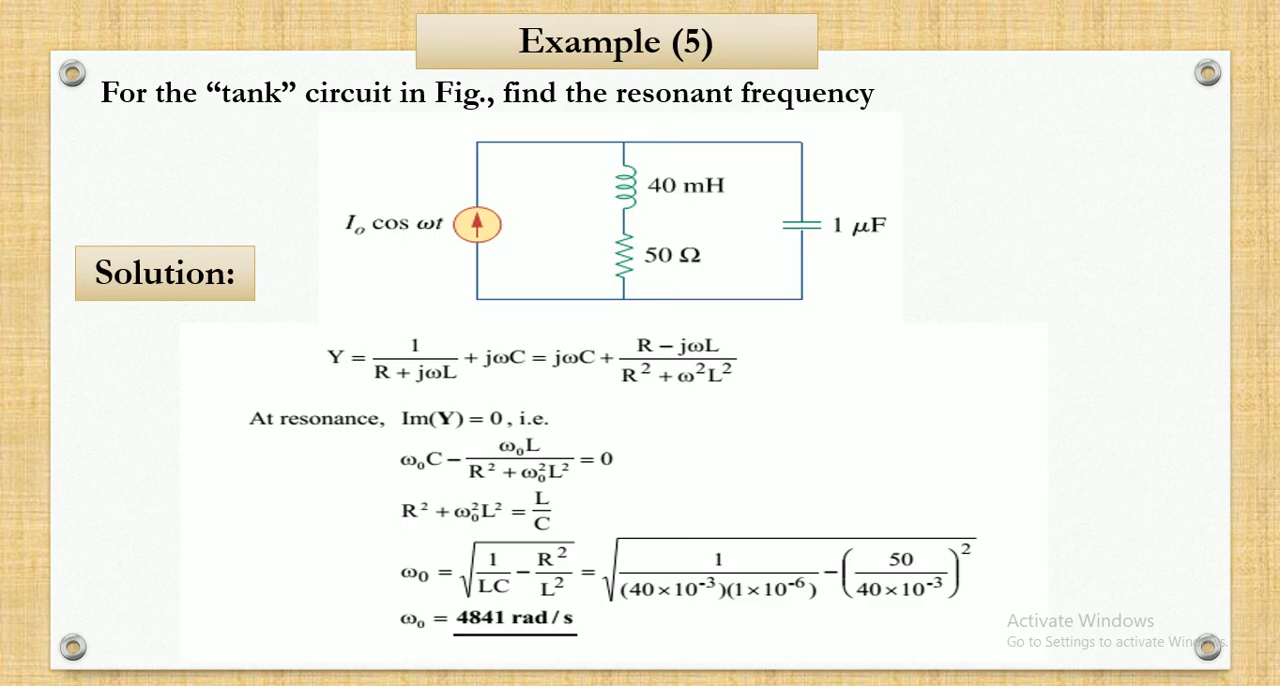 Example (5)
For the “tank” circuit in Fig., find the resonant frequency
40 mH
I₀ cos ωt
1 μF
50 Ω
Solution:
Y = 1/(R + jωL) + jωC = jωC + (R − jωL)/(R² + ω²L²)
At resonance, Im(Y) = 0, i.e.
ω₀C − ω₀L/(R² + ω₀²L²) = 0
R² + ω₀²L² = L/C
ω₀ = √(1/LC − R²/L²) = √(1/((40×10⁻³)(1×10⁻⁶)) − (50/(40×10⁻³))²)
ω₀ = 4841 rad/s
Activate Windows
Go to Settings to activate Windows.